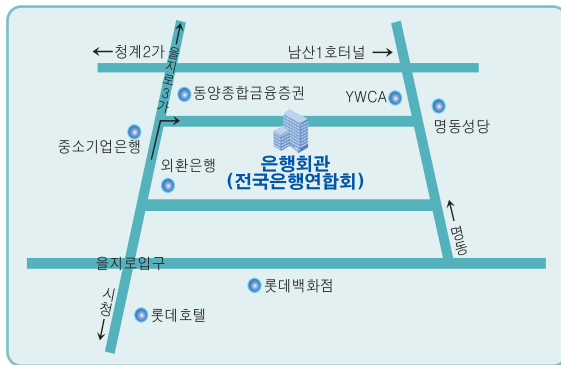 청계2가
을지로3가
남산1호터널
동양종합금융증권
YWCA
명동성당
중소기업은행
외환은행
은행회관
(전국은행연합회)
명동
을지로입구
시청
롯데백화점
롯데호텔